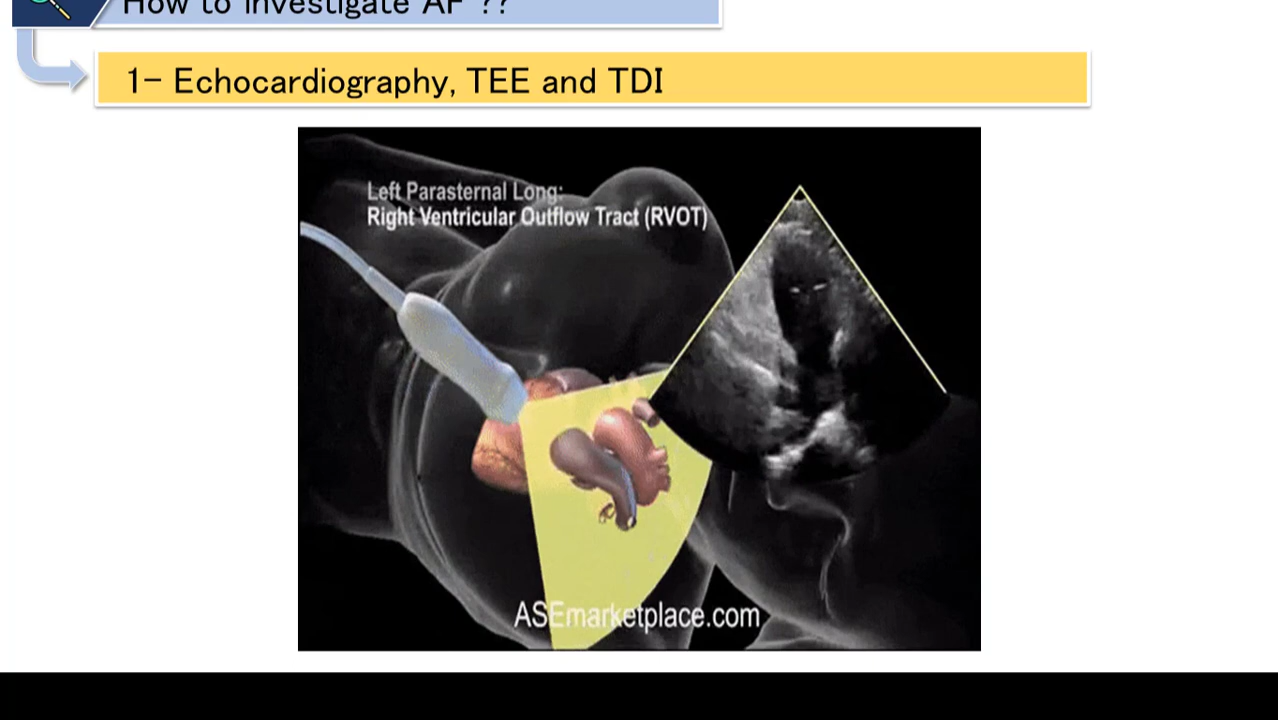 How to investigate AF ??
1- Echocardiography, TEE and TDI
Left Parasternal Long:
Right Ventricular Outflow Tract (RVOT)
ASEmarketplace.com